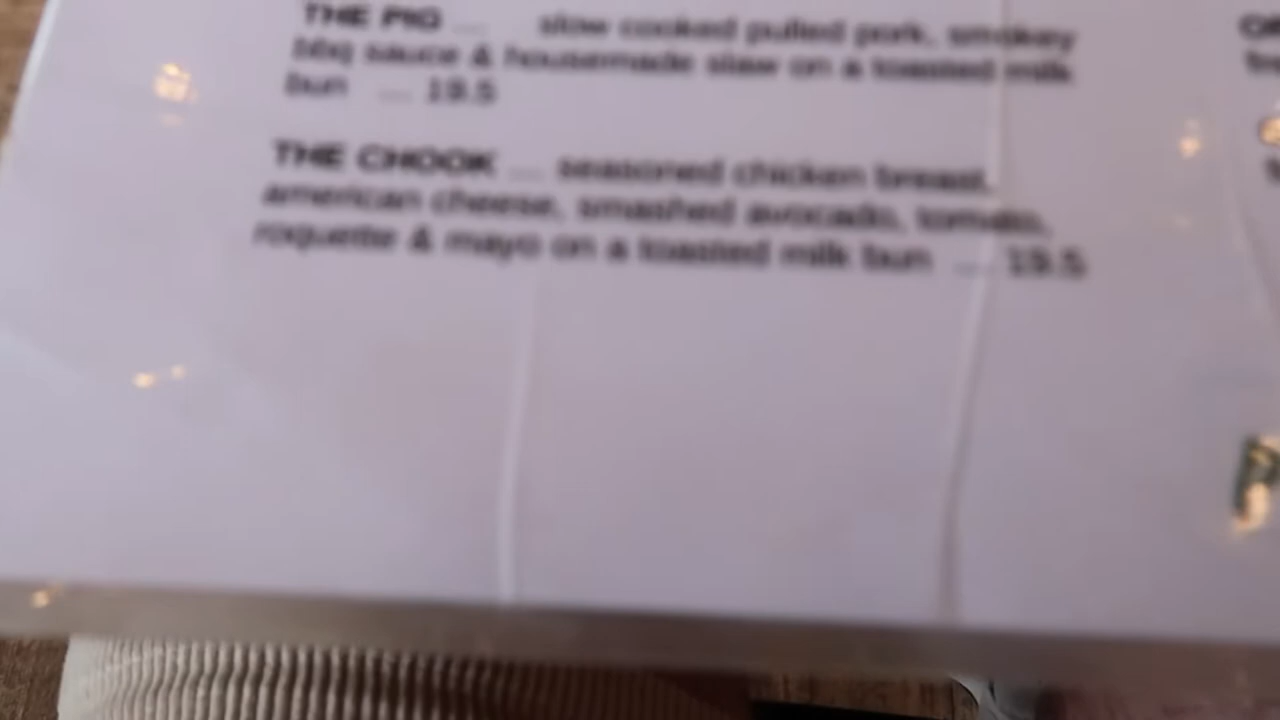 THE PIG ... slow cooked pulled pork, smokey
bbq sauce & housemade slaw on a toasted milk
bun ... 19.5
THE CHOOK ... seasoned chicken breast,
american cheese, smashed avocado, tomato,
roquette & mayo on a toasted milk bun ... 19.5